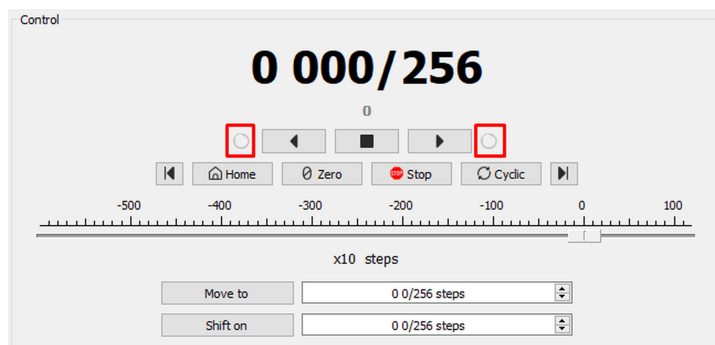 Control
0 000/256
0
Home 0 Zero STOP Stop Cyclic
-500 -400 -300 -200 -100 0 100
x10 steps
Move to 0 0/256 steps
Shift on 0 0/256 steps